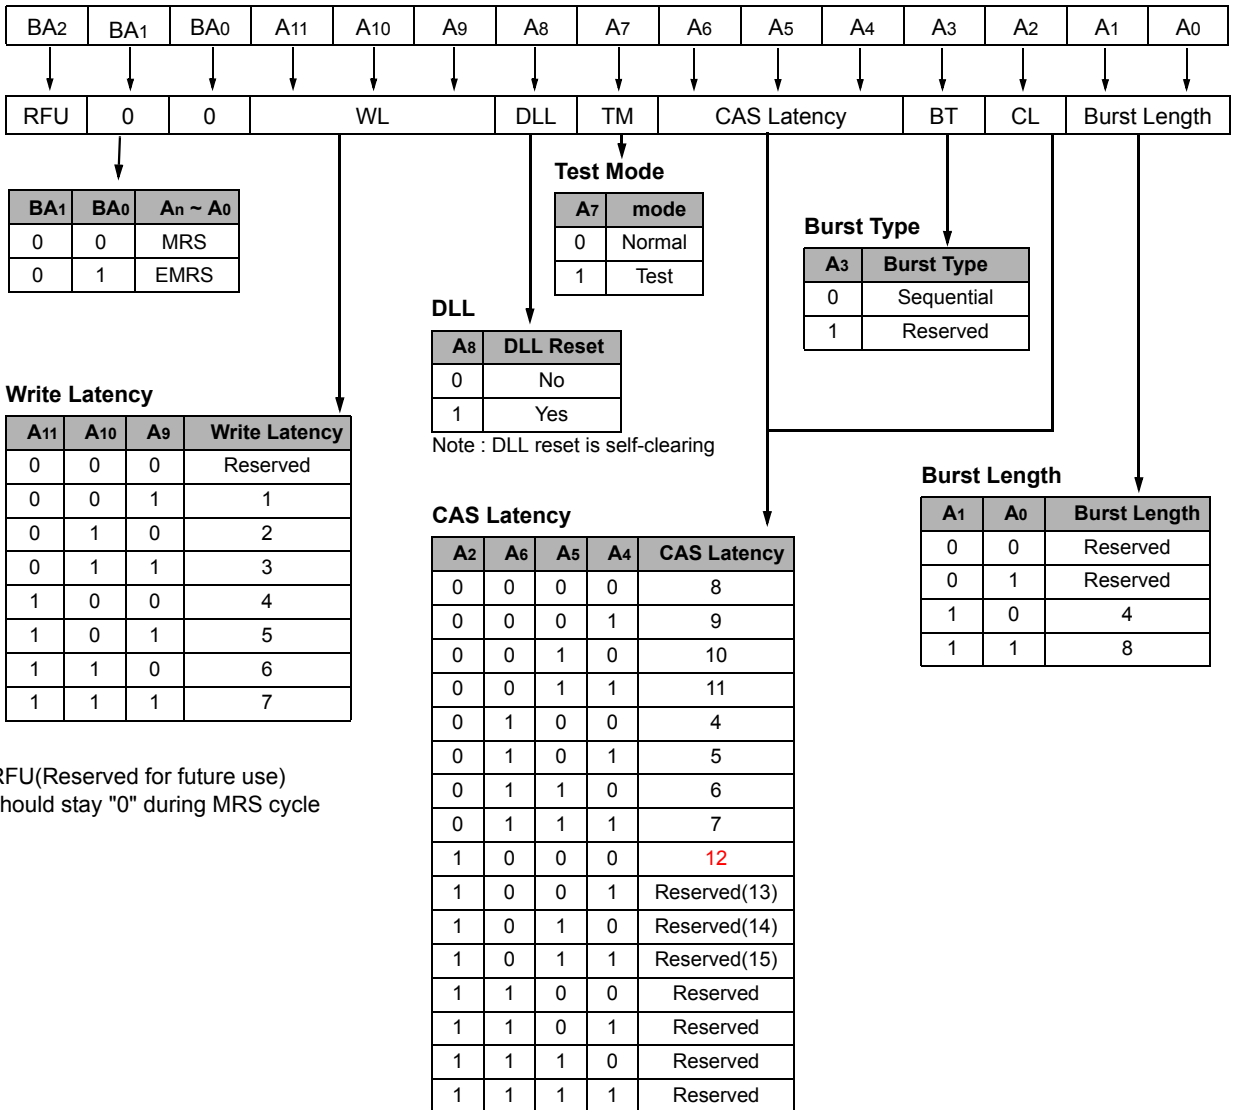 BA2 BA1 BA0 A11 A10 A9 A8 A7 A6 A5 A4 A3 A2 A1 A0
RFU 0 0 WL DLL TM CAS Latency BT CL Burst Length
BA1 BA0 An ~ A0
0 0 MRS
0 1 EMRS
Test Mode
A7 mode
0 Normal
1 Test
Burst Type
A3 Burst Type
0 Sequential
1 Reserved
DLL
A8 DLL Reset
0 No
1 Yes
Note : DLL reset is self-clearing
Write Latency
A11 A10 A9 Write Latency
0 0 0 Reserved
0 0 1 1
0 1 0 2
0 1 1 3
1 0 0 4
1 0 1 5
1 1 0 6
1 1 1 7
RFU(Reserved for future use)
hould stay "0" during MRS cycle
CAS Latency
A2 A6 A5 A4 CAS Latency
0 0 0 0 8
0 0 0 1 9
0 0 1 0 10
0 0 1 1 11
0 1 0 0 4
0 1 0 1 5
0 1 1 0 6
0 1 1 1 7
1 0 0 0 12
1 0 0 1 Reserved(13)
1 0 1 0 Reserved(14)
1 0 1 1 Reserved(15)
1 1 0 0 Reserved
1 1 0 1 Reserved
1 1 1 0 Reserved
1 1 1 1 Reserved
Burst Length
A1 A0 Burst Length
0 0 Reserved
0 1 Reserved
1 0 4
1 1 8